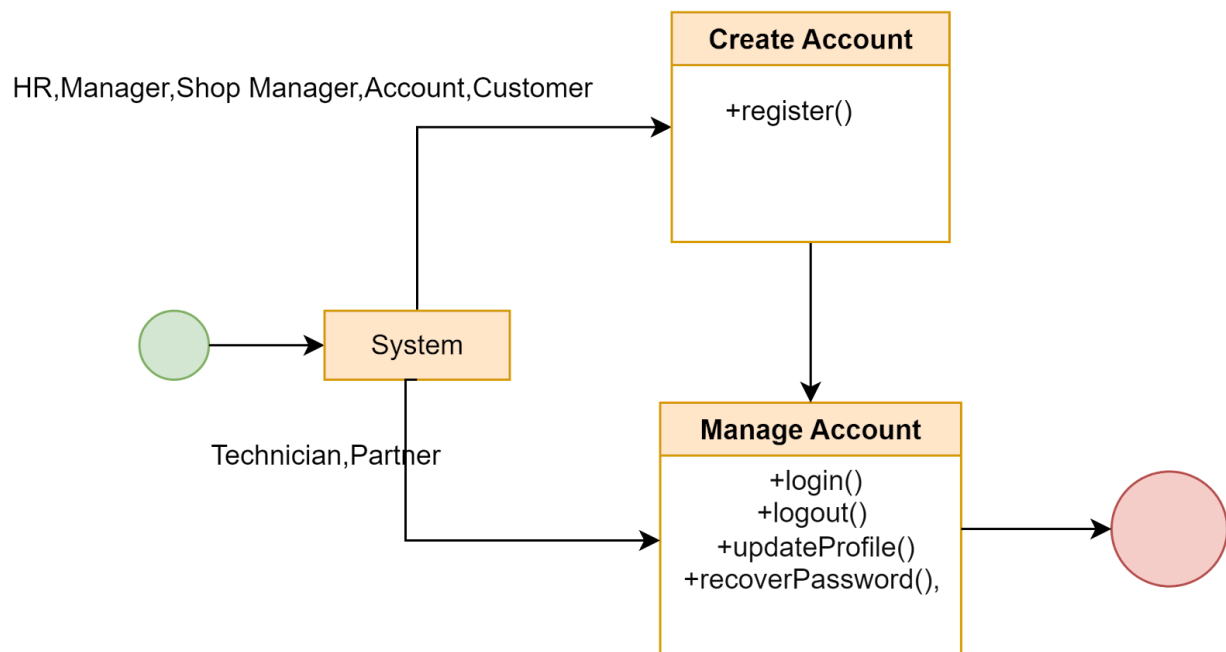 Create Account
HR,Manager,Shop Manager,Account,Customer
+register()
System
Technician,Partner
Manage Account
+login()
+logout()
+updateProfile()
+recoverPassword(),